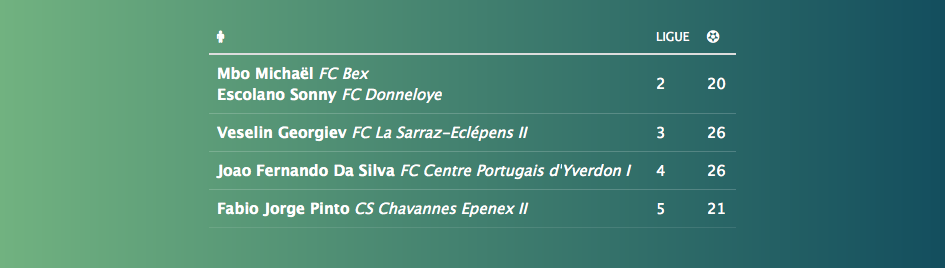 LIGUE
Mbo Michaël FC Bex
Escolano Sonny FC Donneloye
2 20
Veselin Georgiev FC La Sarraz-Eclépens II 3 26
Joao Fernando Da Silva FC Centre Portugais d'Yverdon I 4 26
Fabio Jorge Pinto CS Chavannes Epenex II 5 21